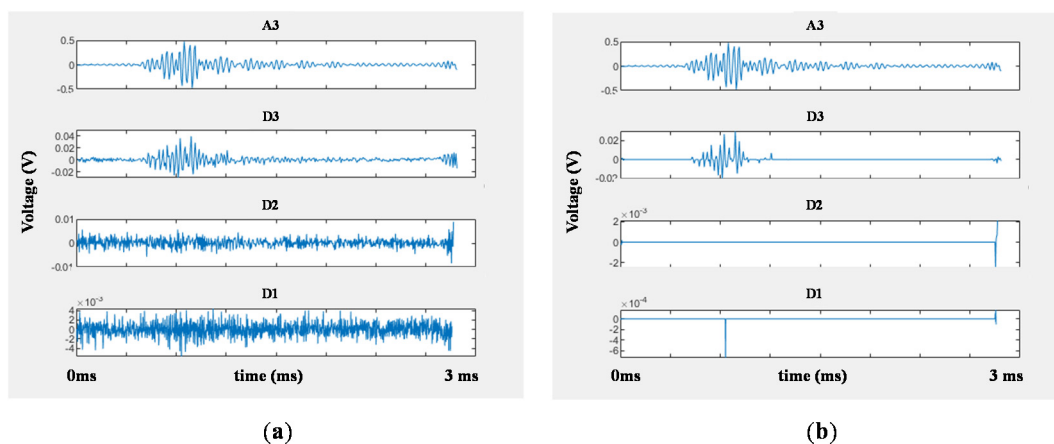 A3
0.5
0
-0.5
D3
0.04
0.02
0
-0.02
D2
0.01
0
-0.01
D1
×10⁻³
4
2
0
-2
-4
Voltage (V)
0ms time (ms) 3 ms
(a)
A3
0.5
0
-0.5
D3
0.02
0
-0.02
D2
×10⁻³
2
0
-2
D1
×10⁻⁴
0
-2
-4
-6
Voltage (V)
0ms time (ms) 3 ms
(b)